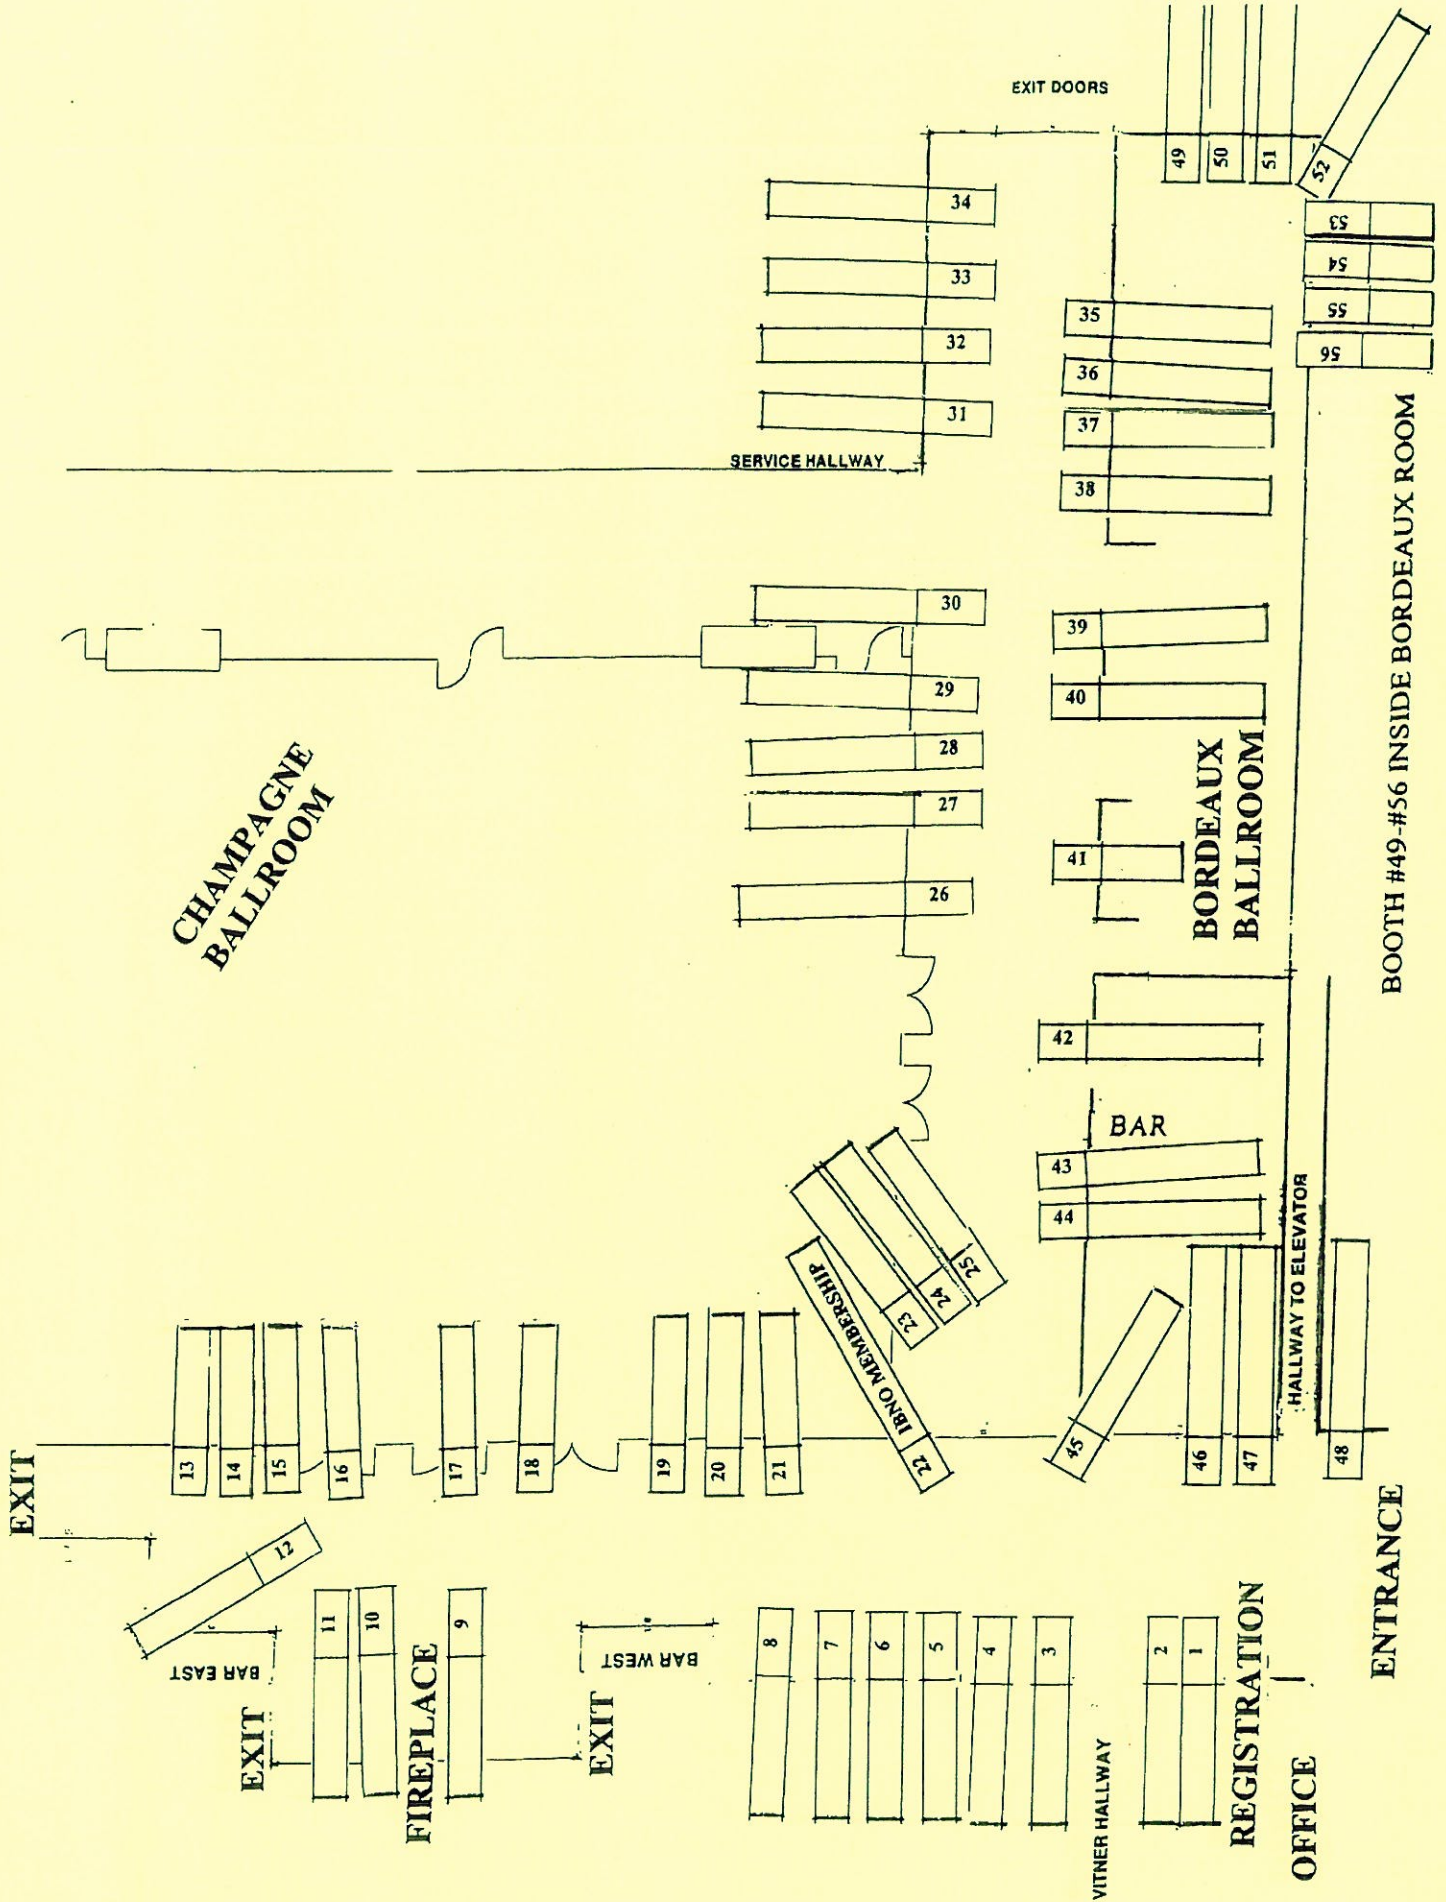 EXIT DOORS
49
50
51
52
53
54
55
56
34
33
32
31
SERVICE HALLWAY
35
36
37
38
30
29
28
27
26
39
40
41
CHAMPAGNE
BALLROOM
BORDEAUX
BALLROOM
BOOTH #49-#56 INSIDE BORDEAUX ROOM
42
BAR
43
44
HALLWAY TO ELEVATOR
25
24
23
IBNO MEMBERSHIP
22
45
46
47
48
EXIT
13
14
15
16
17
18
19
20
21
12
11
10
9
BAR EAST
EXIT
FIREPLACE
BAR WEST
EXIT
8
7
6
5
4
3
2
1
VITNER HALLWAY
REGISTRATION
OFFICE
ENTRANCE